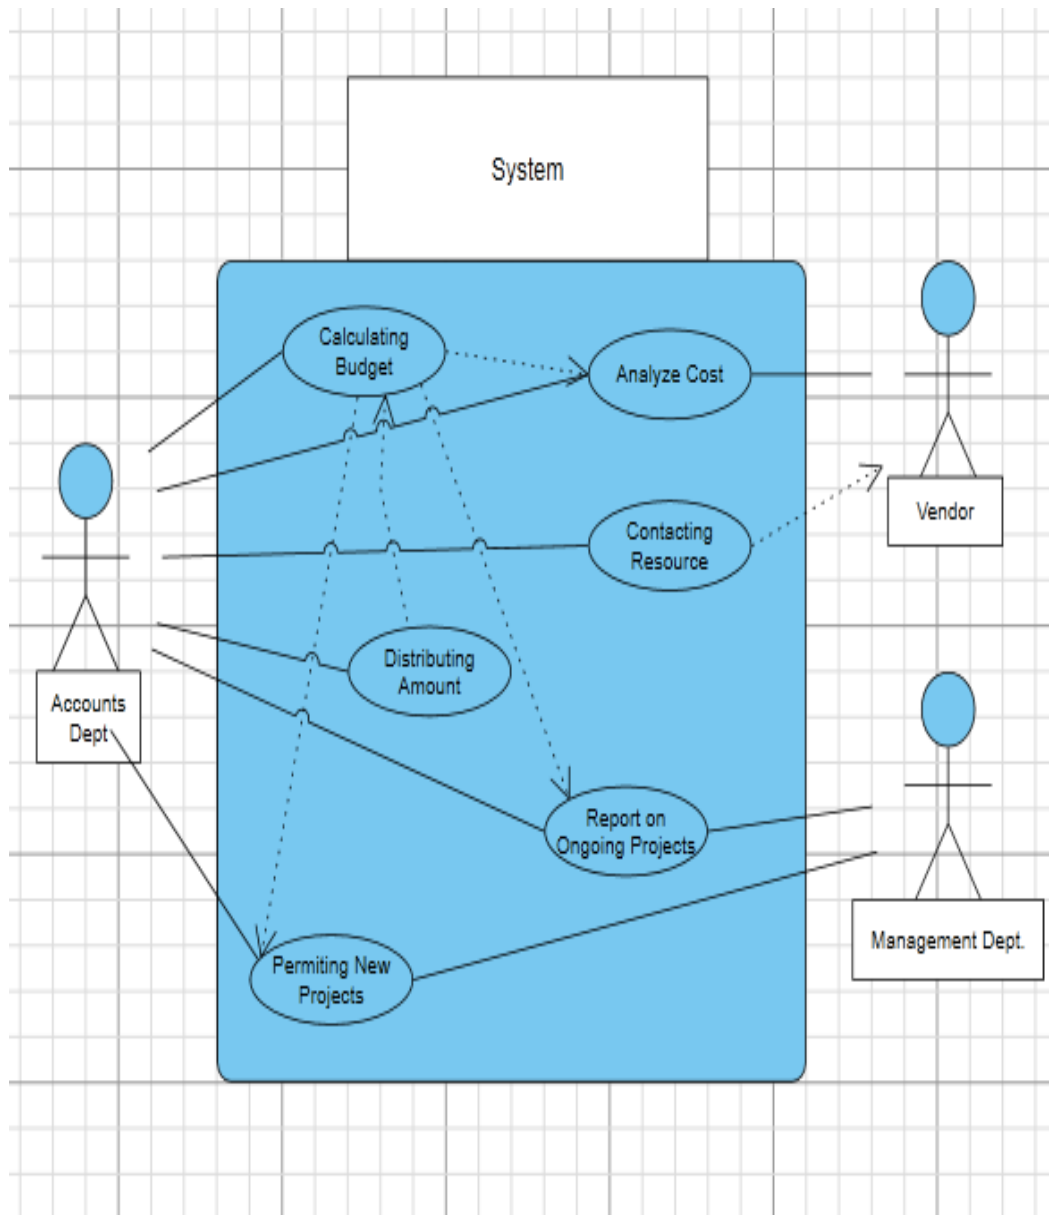 System
Calculating
Budget
Analyze Cost
Contacting
Resource
Vendor
Distributing
Amount
Accounts
Dept
Report on
Ongoing Projects
Management Dept.
Permiting New
Projects